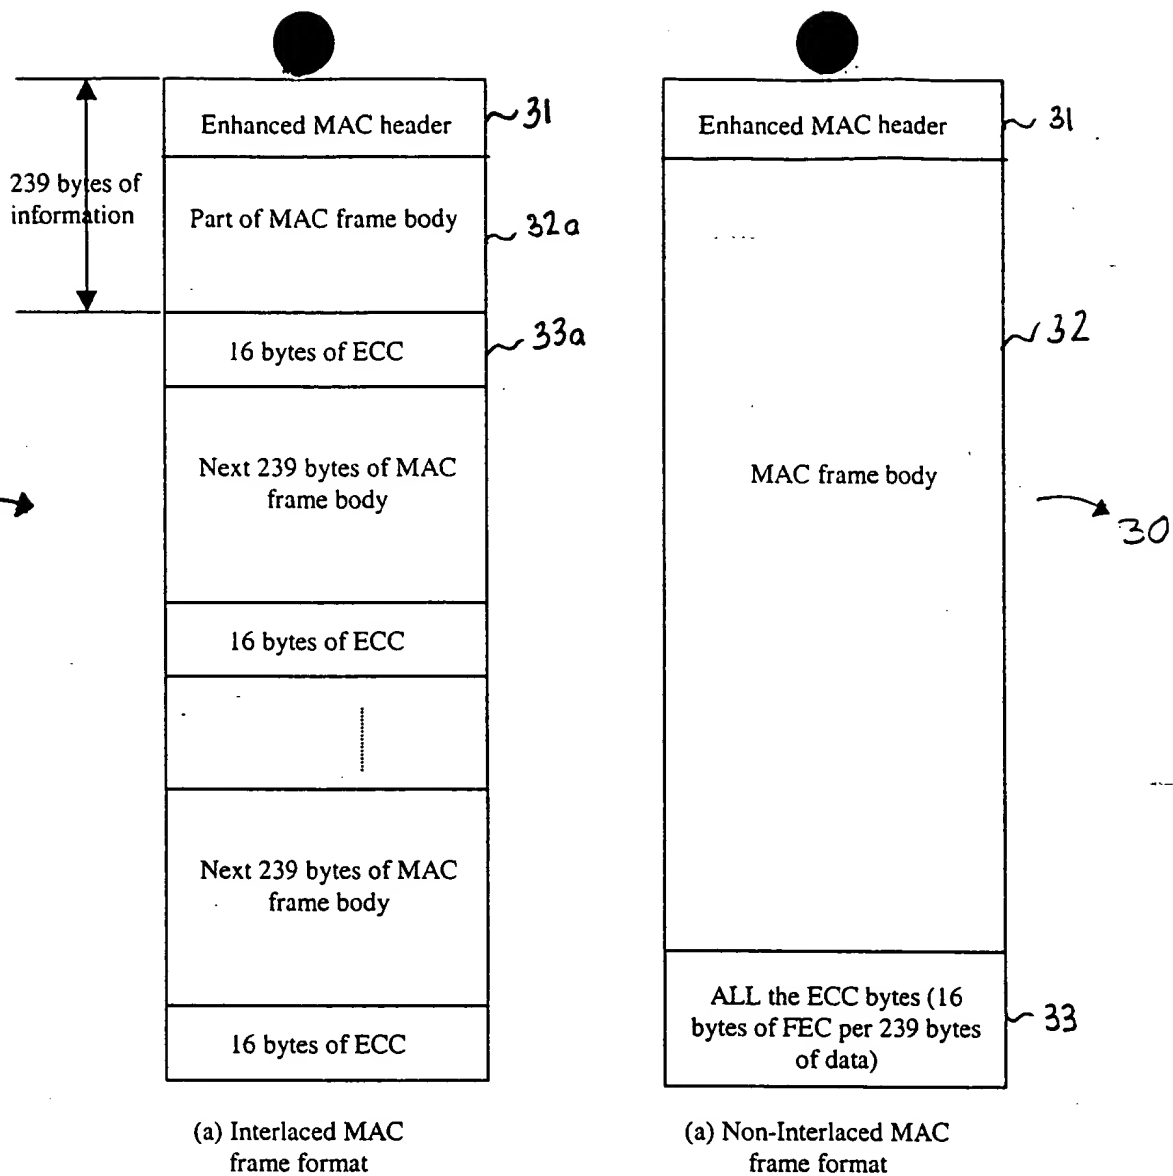 Enhanced MAC header
31
239 bytes of
information
Part of MAC frame body
32a
16 bytes of ECC
33a
Next 239 bytes of MAC
frame body
16 bytes of ECC
Next 239 bytes of MAC
frame body
16 bytes of ECC
(a) Interlaced MAC
frame format
Enhanced MAC header
31
32
MAC frame body
30
ALL the ECC bytes (16
bytes of FEC per 239 bytes
of data)
33
(a) Non-Interlaced MAC
frame format